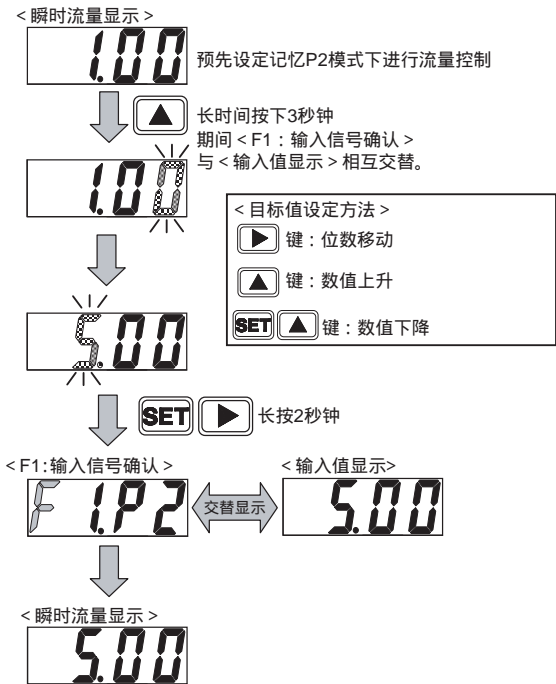 <瞬时流量显示>
1.00
预先设定记忆P2模式下进行流量控制
▲
长时间按下3秒钟
期间<F1：输入信号确认>
与<输入值显示>相互交替。
1.00
<目标值设定方法>
▶ 键：位数移动
▲ 键：数值上升
SET ▲ 键：数值下降
5.00
SET ▶ 长按2秒钟
<F1:输入信号确认>
<输入值显示>
F1.P2
交替显示
5.00
<瞬时流量显示>
5.00